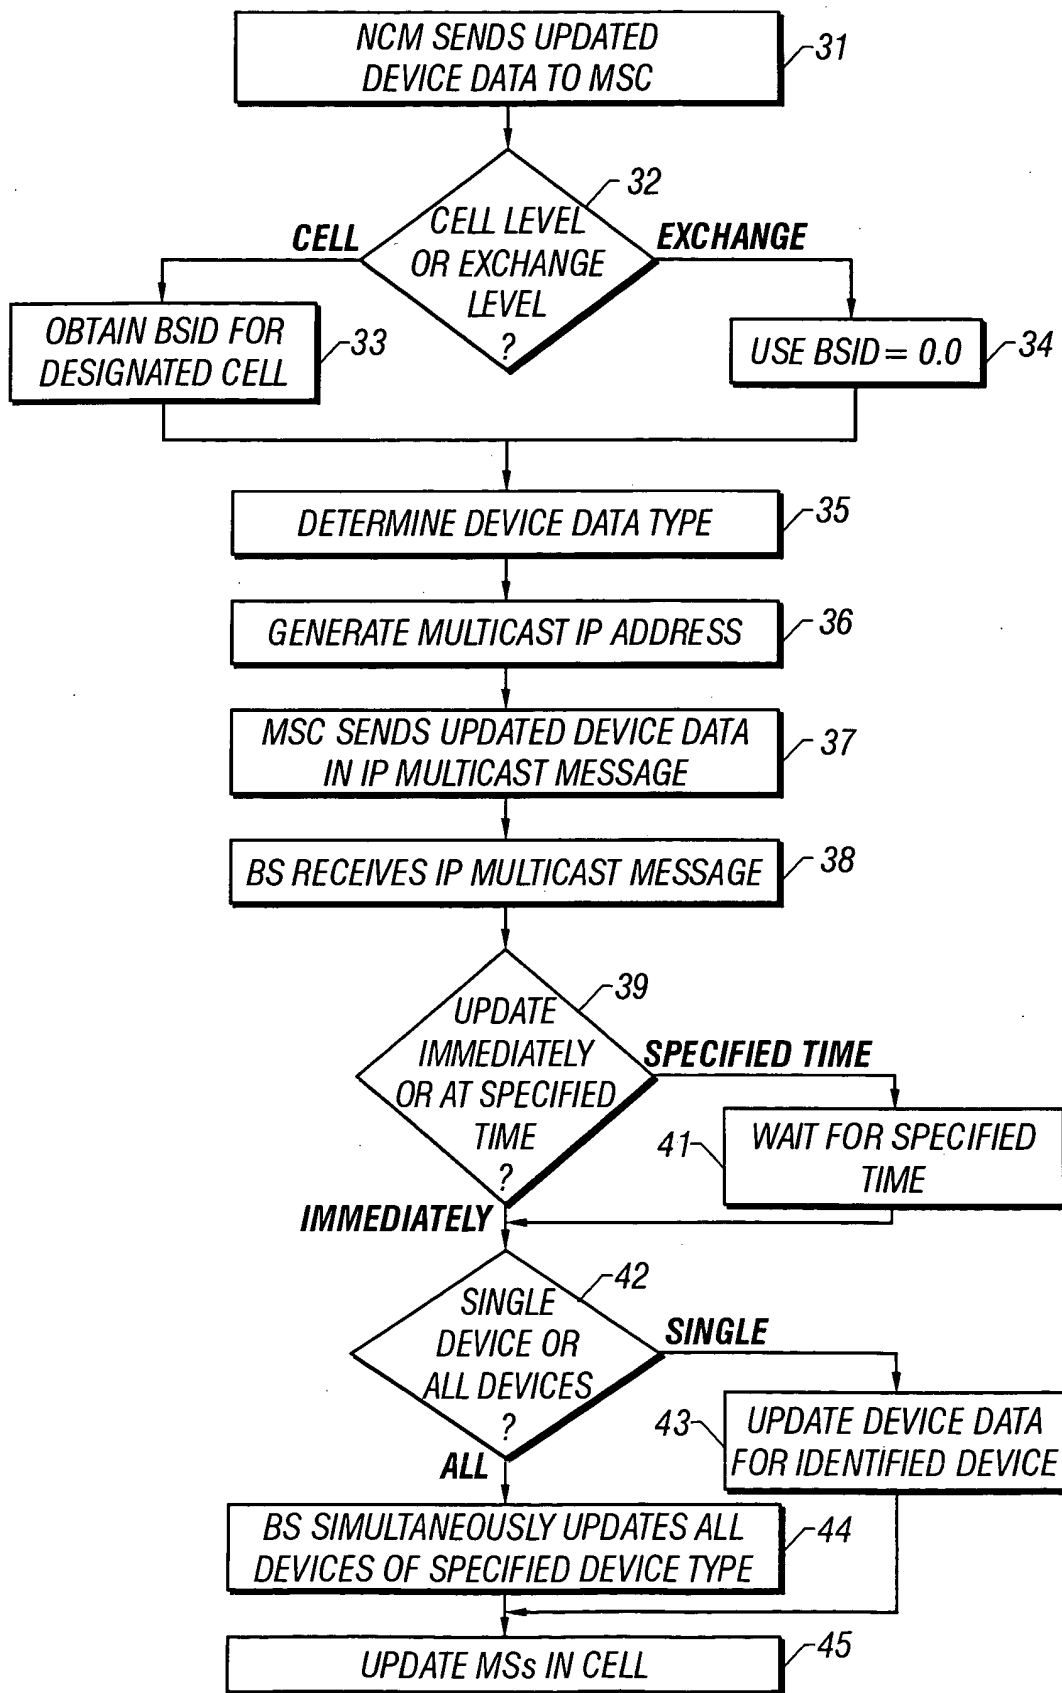 NCM SENDS UPDATED
DEVICE DATA TO MSC
31
32
CELL LEVEL
OR EXCHANGE
LEVEL
?
CELL
EXCHANGE
OBTAIN BSID FOR
DESIGNATED CELL
33
USE BSID = 0.0
34
DETERMINE DEVICE DATA TYPE
35
GENERATE MULTICAST IP ADDRESS
36
MSC SENDS UPDATED DEVICE DATA
IN IP MULTICAST MESSAGE
37
BS RECEIVES IP MULTICAST MESSAGE
38
39
UPDATE
IMMEDIATELY
OR AT SPECIFIED
TIME
?
SPECIFIED TIME
41
WAIT FOR SPECIFIED
TIME
IMMEDIATELY
42
SINGLE
DEVICE OR
ALL DEVICES
?
SINGLE
43
UPDATE DEVICE DATA
FOR IDENTIFIED DEVICE
ALL
BS SIMULTANEOUSLY UPDATES ALL
DEVICES OF SPECIFIED DEVICE TYPE
44
UPDATE MSs IN CELL
45